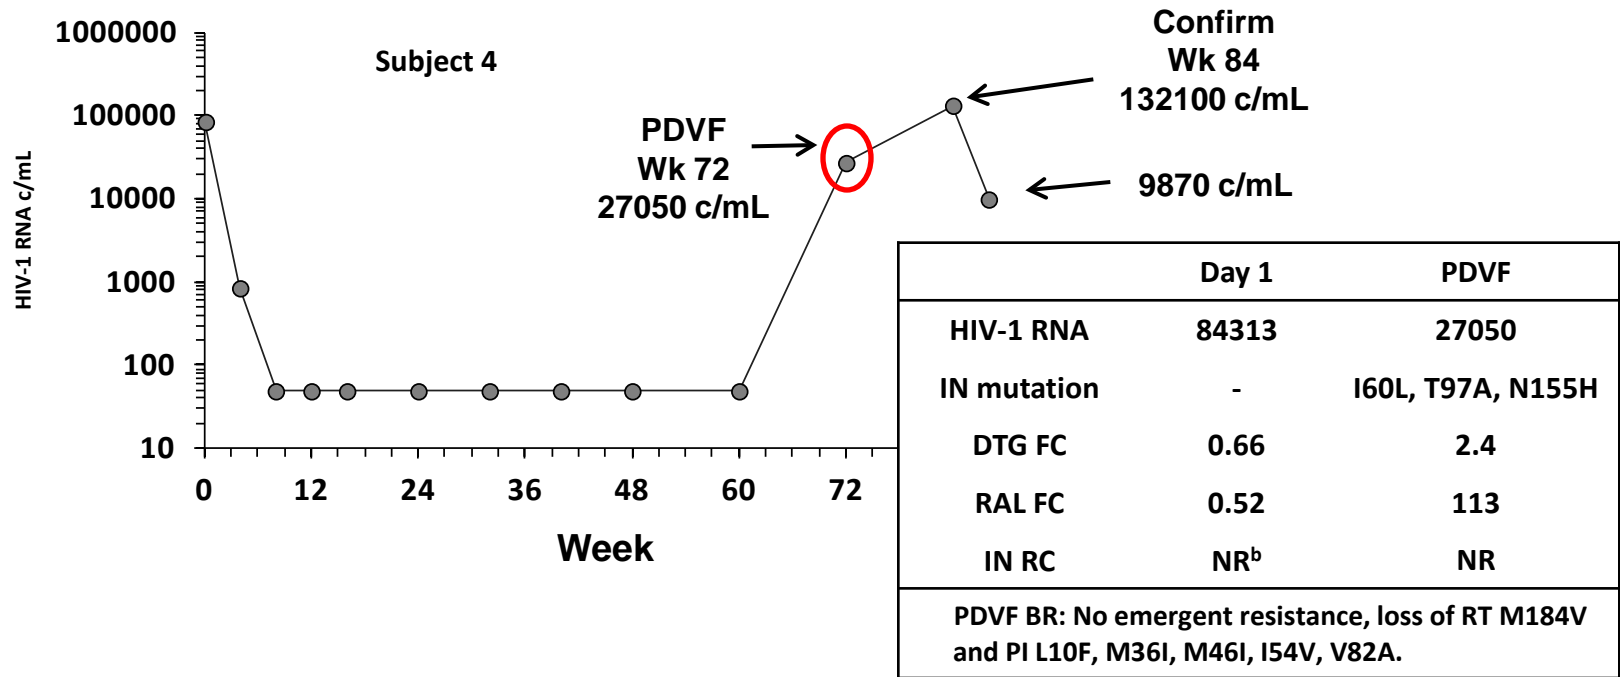 Subject 4
HIV-1 RNA c/mL
1000000
100000
10000
1000
100
10
0 12 24 36 48 60 72
Week
PDVF
Wk 72
27050 c/mL
Confirm
Wk 84
132100 c/mL
9870 c/mL
Day 1 PDVF
HIV-1 RNA 84313 27050
IN mutation - I60L, T97A, N155H
DTG FC 0.66 2.4
RAL FC 0.52 113
IN RC NRb NR
PDVF BR: No emergent resistance, loss of RT M184V
and PI L10F, M36I, M46I, I54V, V82A.